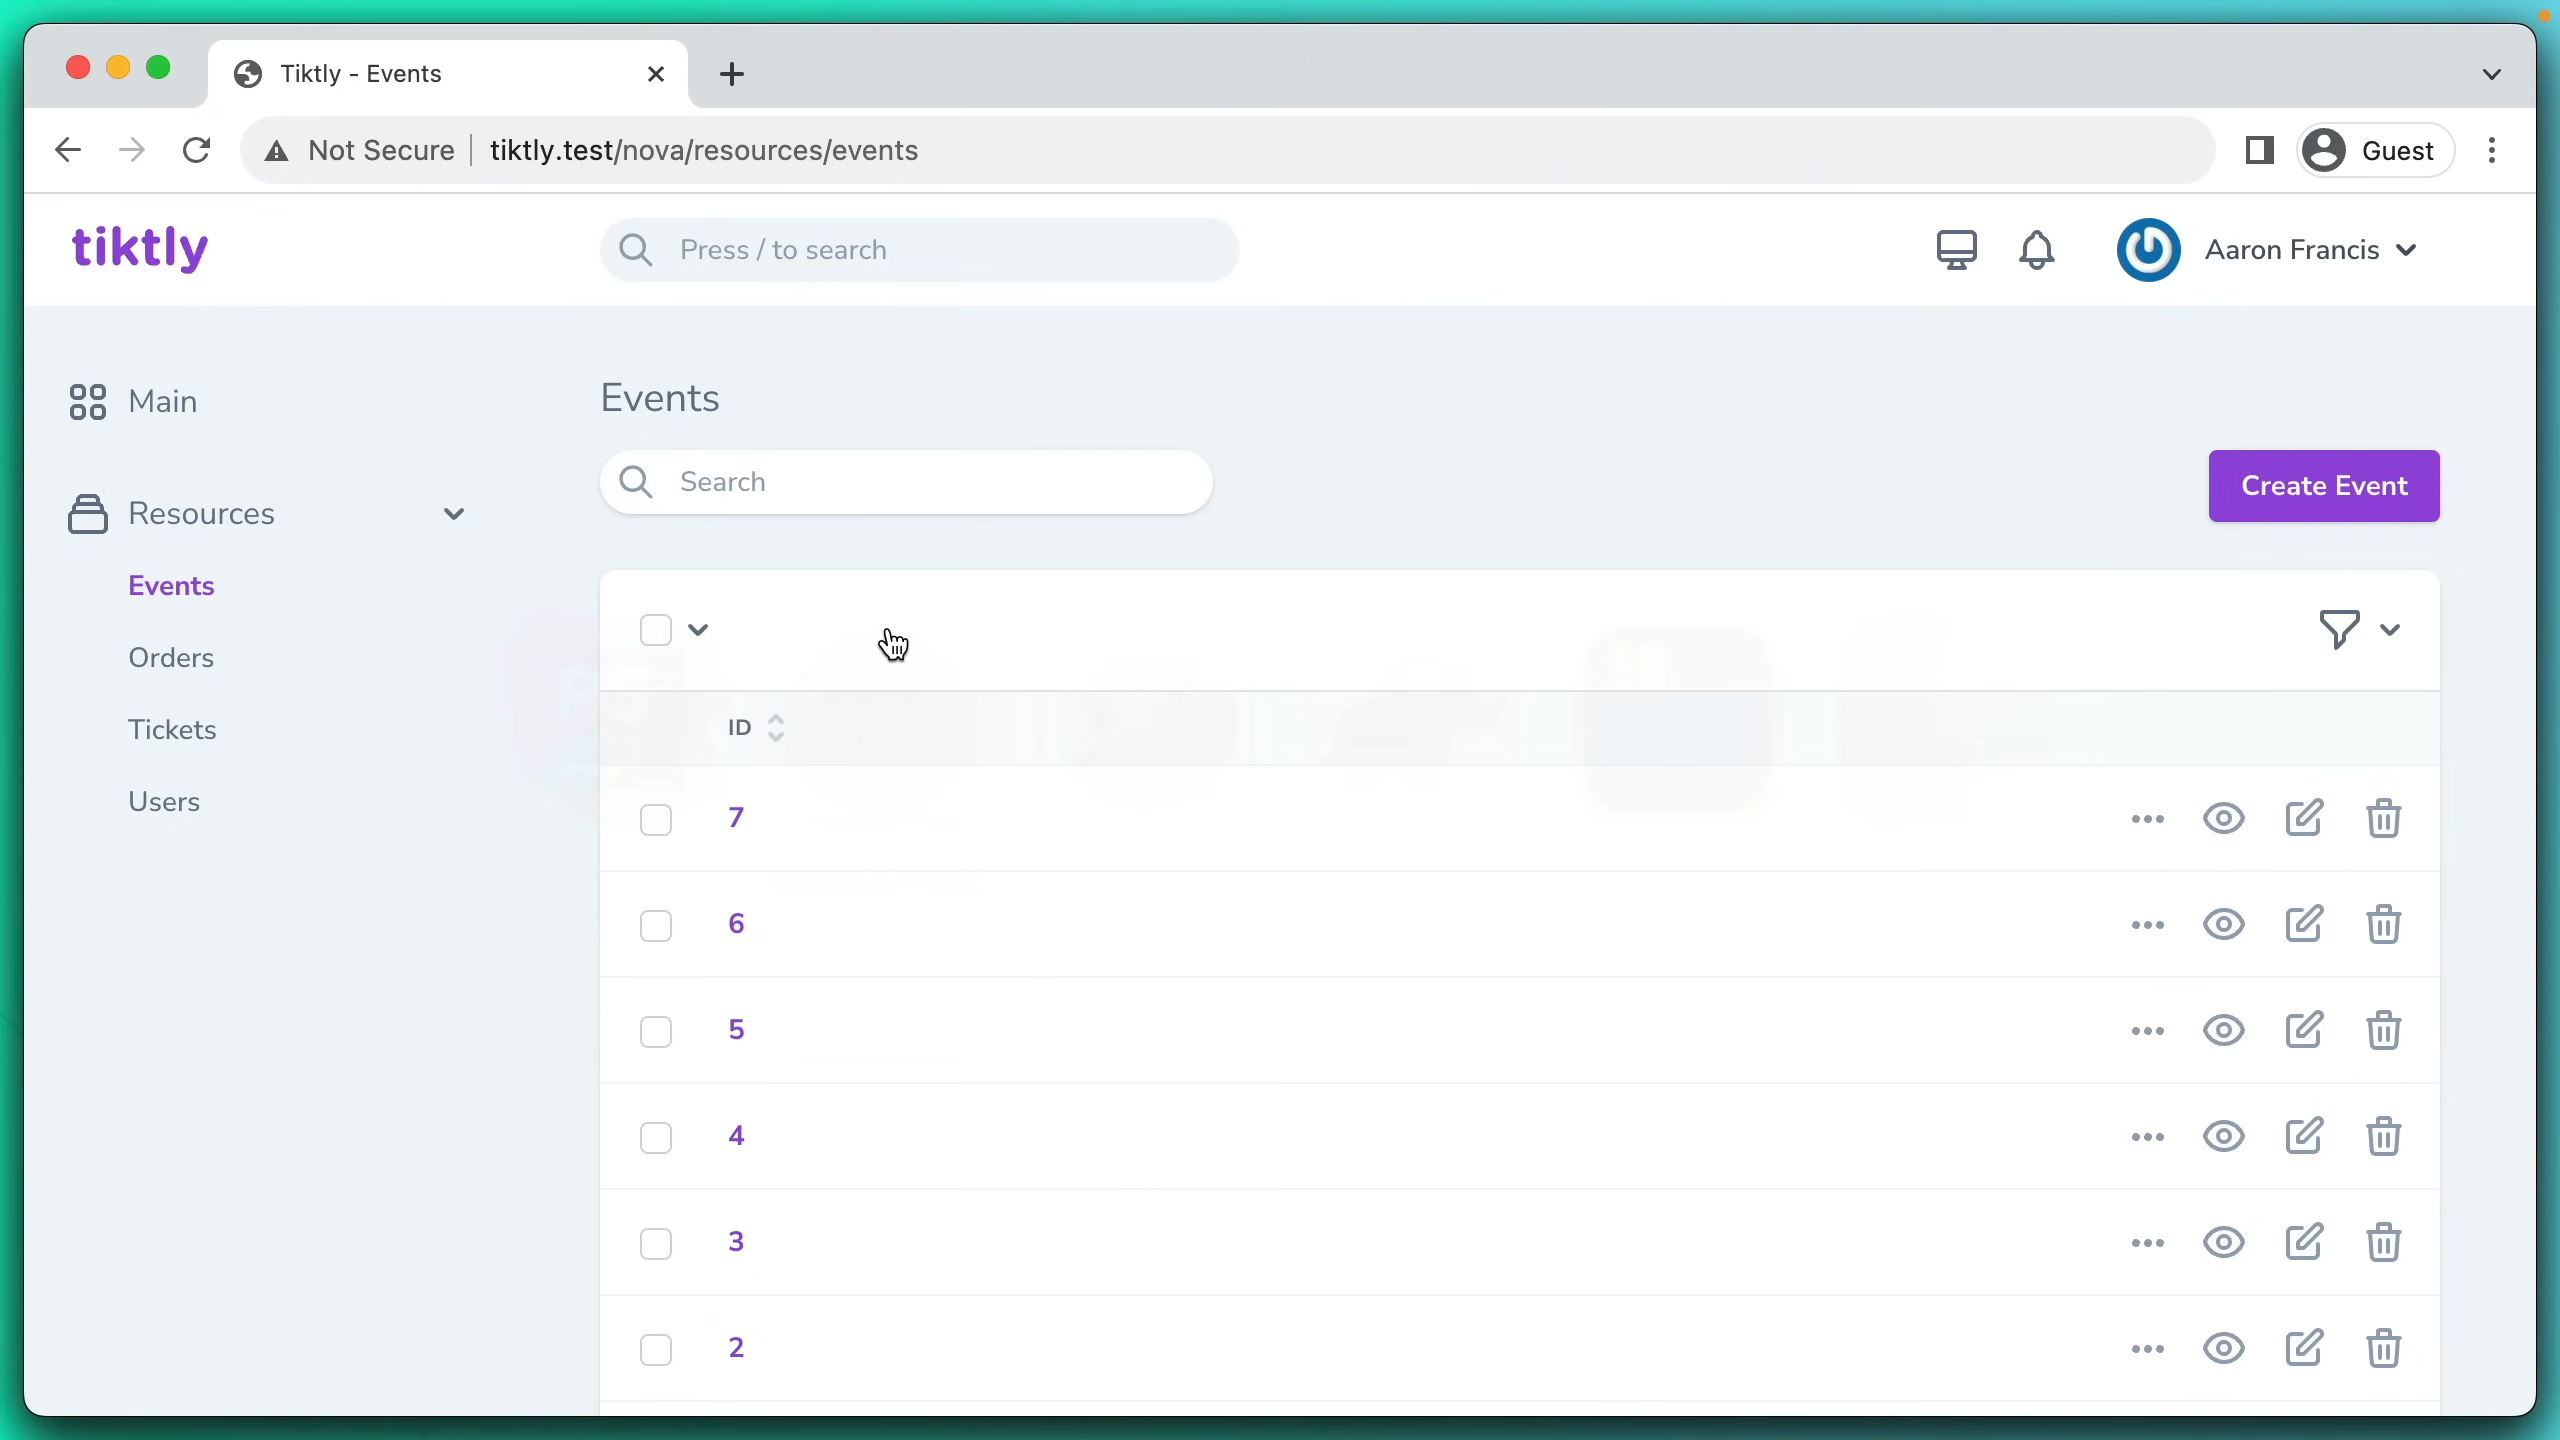 Tiktly - Events
Not Secure tiktly.test/nova/resources/events
Guest
tiktly
Press / to search
Aaron Francis
Main
Resources
Events
Orders
Tickets
Users
Events
Search
Create Event
ID
7
6
5
4
3
2